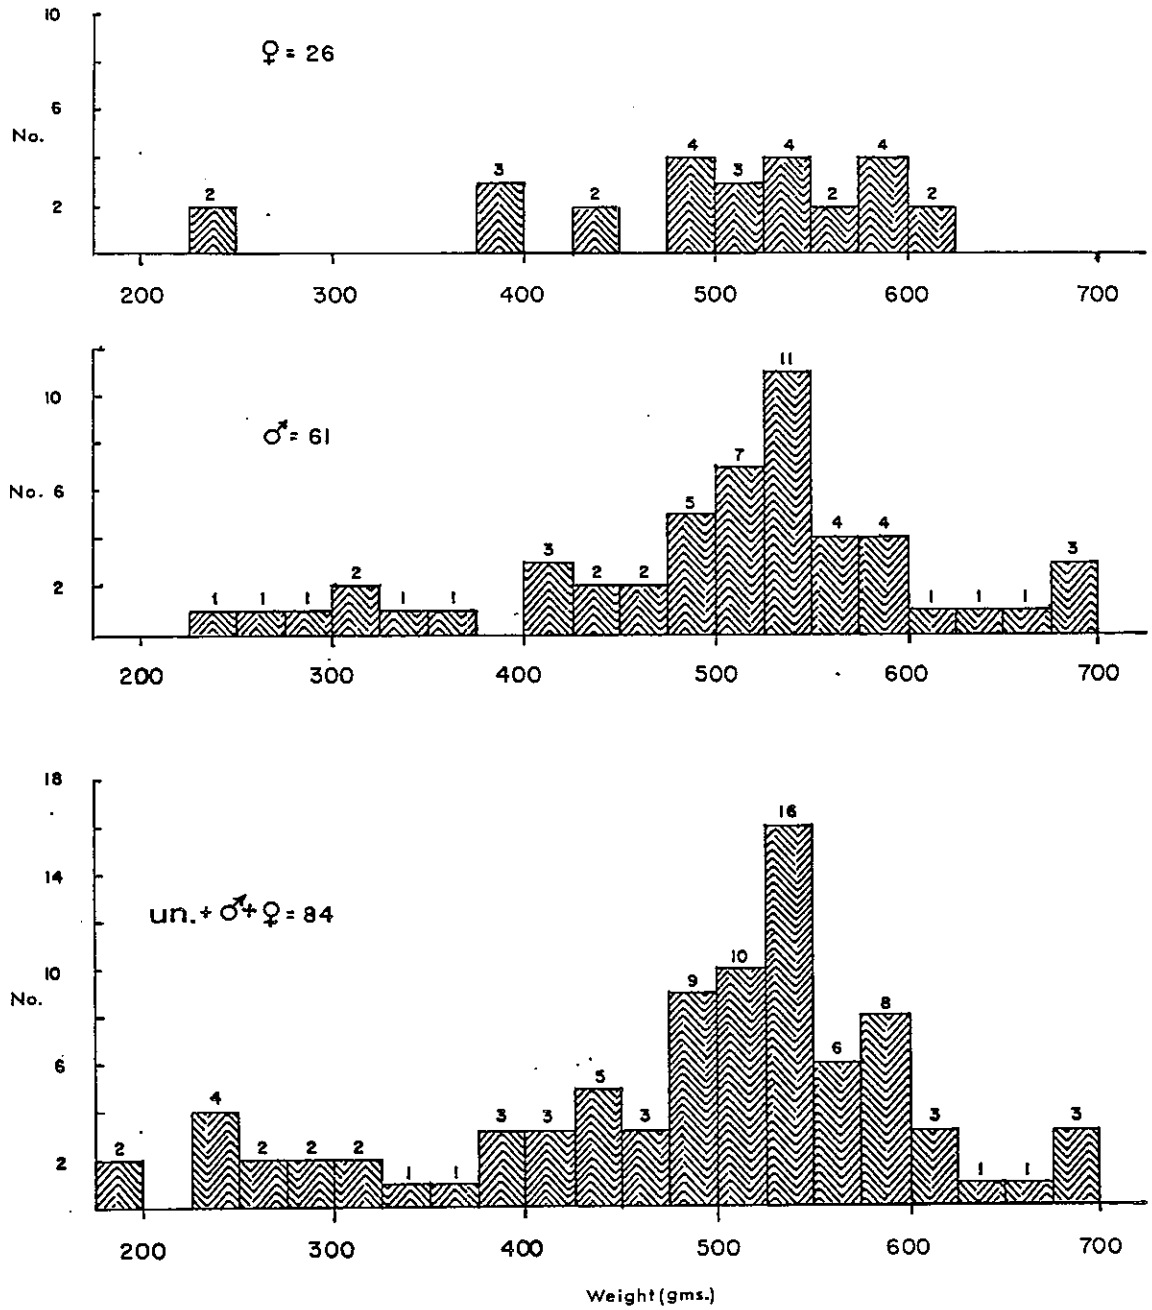 10
♀ = 26
6
No.
4 4 4
3 3
2 2 2 2
2
200 300 400 500 600 700
11
10
♂ = 61
7
No. 6
5
4 4
3 3
2 2 2
2
1 1 1 1 1 1 1 1
200 300 400 500 600 700
18
16
14
un. + ♂ + ♀ = 84
10
10
9
No.
8
6
6
5
4
3 3 3 3 3
2 2 2 2
2
1 1 1 1
200 300 400 500 600 700
Weight (gms.)